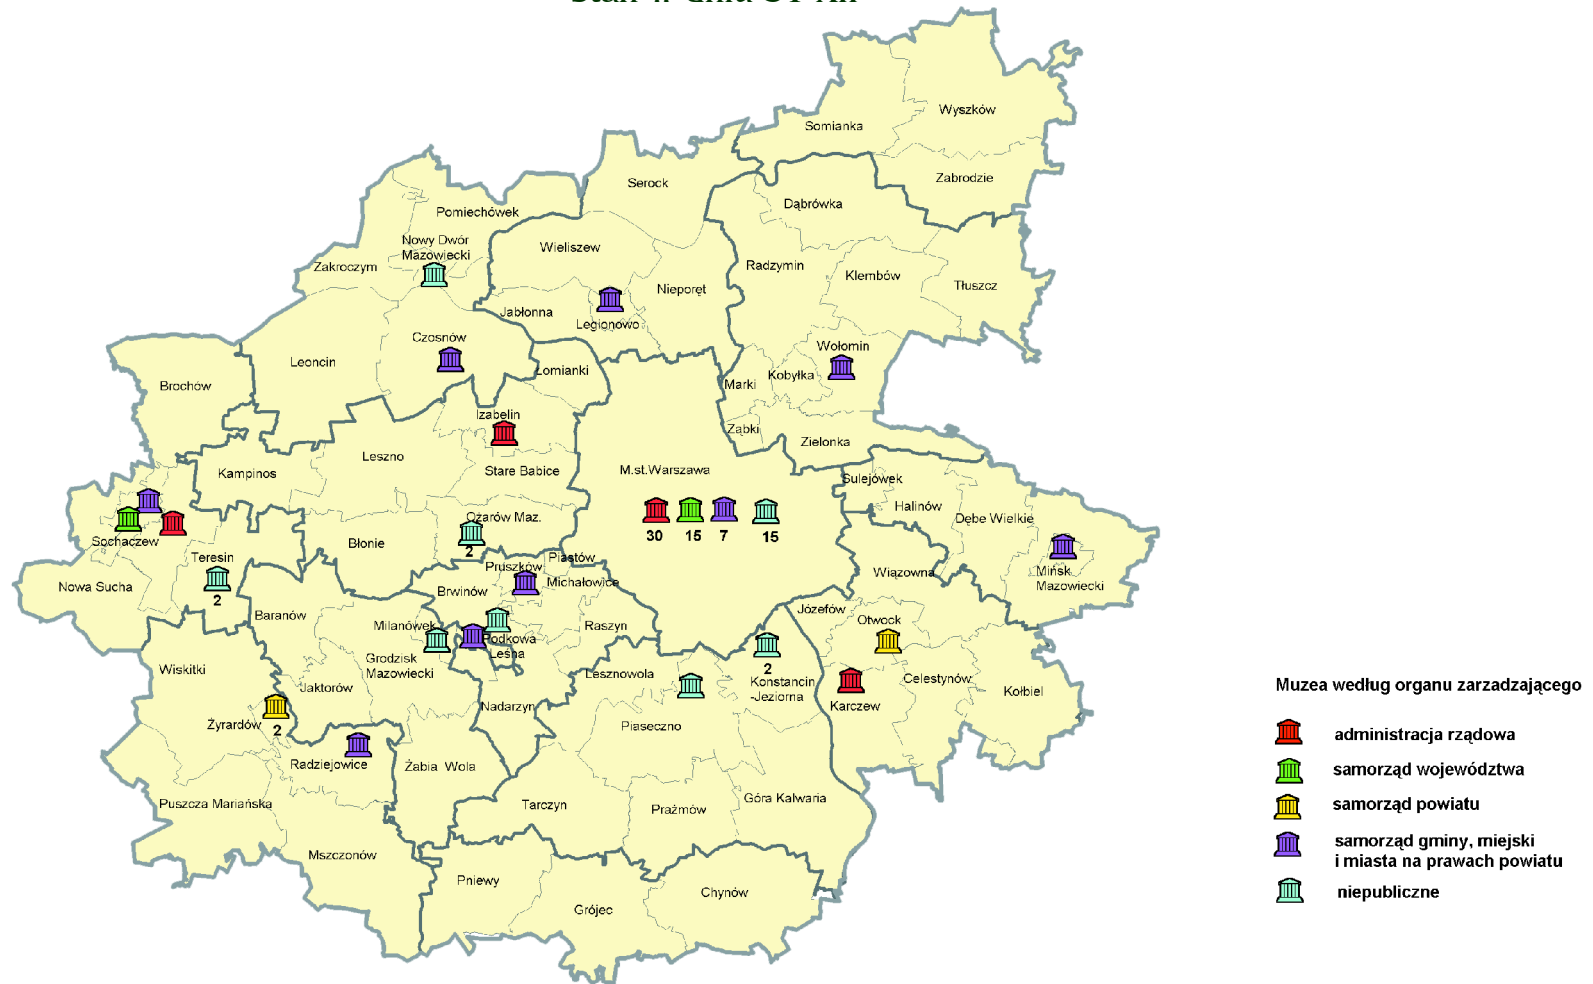 Wyszków
Somianka
Zabrodzie
Serock
Dąbrówka
Pomiechówek
Nowy Dwór
Mazowiecki
Wieliszew
Zakroczym
Radzymin
Klembów
Tłuszcz
Nieporęt
Jabłonna
Legionowo
Czosnów
Wołomin
Leoncin
Łomianki
Marki
Kobyłka
Brochów
Izabelin
Ząbki
Zielonka
Leszno
Stare Babice
M.st.Warszawa
Kampinos
Sulejówek
Halinów
Dębe Wielkie
Ożarów Maz.
30
15
7
15
Sochaczew
Błonie
2
Teresin
Piastów
Pruszków
Michałowice
Wiązowna
Mińsk
Mazowiecki
Nowa Sucha
2
Brwinów
Baranów
Józefów
Otwock
Milanówek
Raszyn
Podkowa
Leśna
Wiskitki
Grodzisk
Mazowiecki
Lesznowola
2
Konstancin
-Jeziorna
Celestynów
Kołbiel
Jaktorów
Nadarzyn
Karczew
Żyrardów
2
Piaseczno
Radziejowice
Żabia Wola
Puszcza Mariańska
Tarczyn
Prażmów
Góra Kalwaria
Mszczonów
Pniewy
Chynów
Grójec
Muzea według organu zarzadzającego
administracja rządowa
samorząd województwa
samorząd powiatu
samorząd gminy, miejski
i miasta na prawach powiatu
niepubliczne